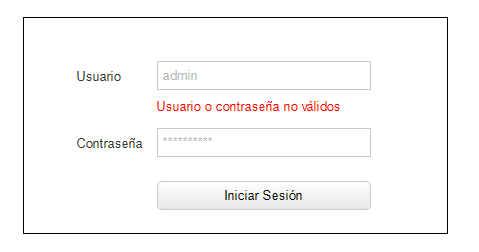 Usuario
admin
Usuario o contraseña no válidos
Contraseña
**********
Iniciar Sesión